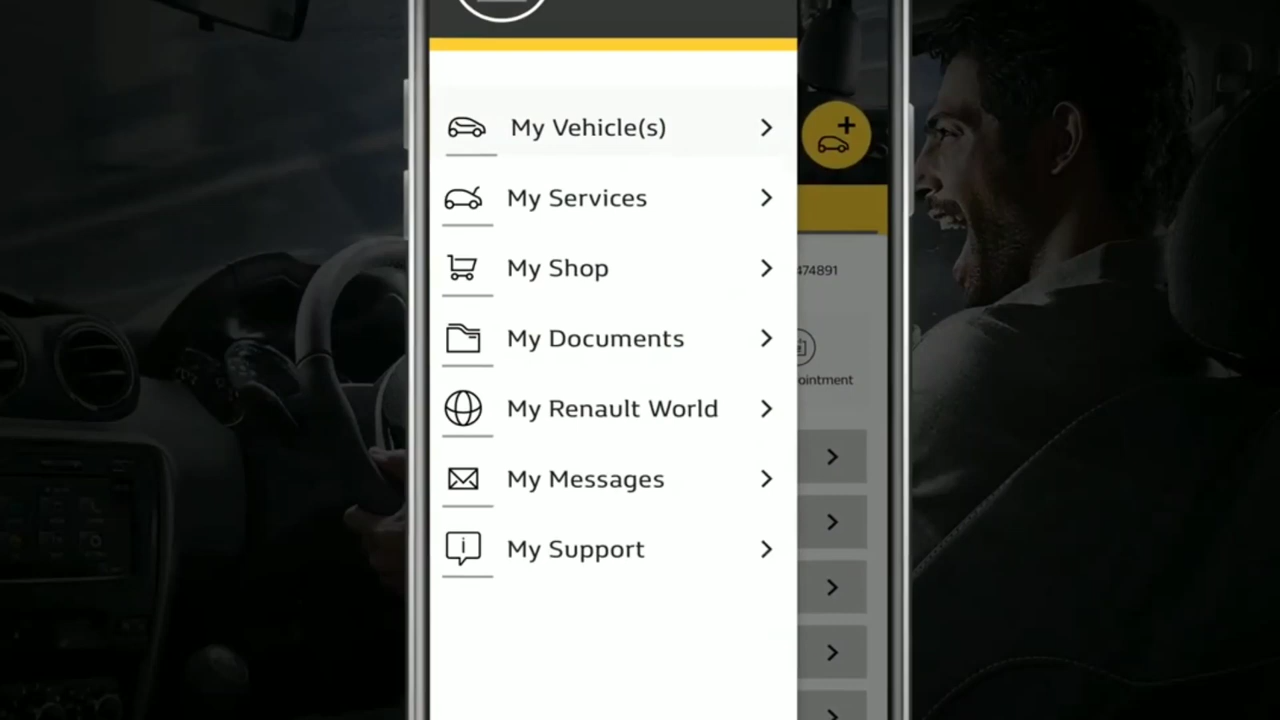 My Vehicle(s)
My Services
474891
My Shop
My Documents
ointment
My Renault World
My Messages
My Support